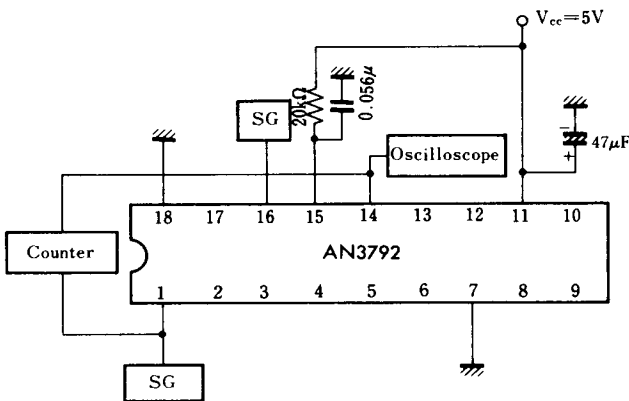 Vcc=5V
SG
20kΩ
0.056μ
Oscilloscope
−
+
47μF
Counter
18 17 16 15 14 13 12 11 10
AN3792
1 2 3 4 5 6 7 8 9
SG